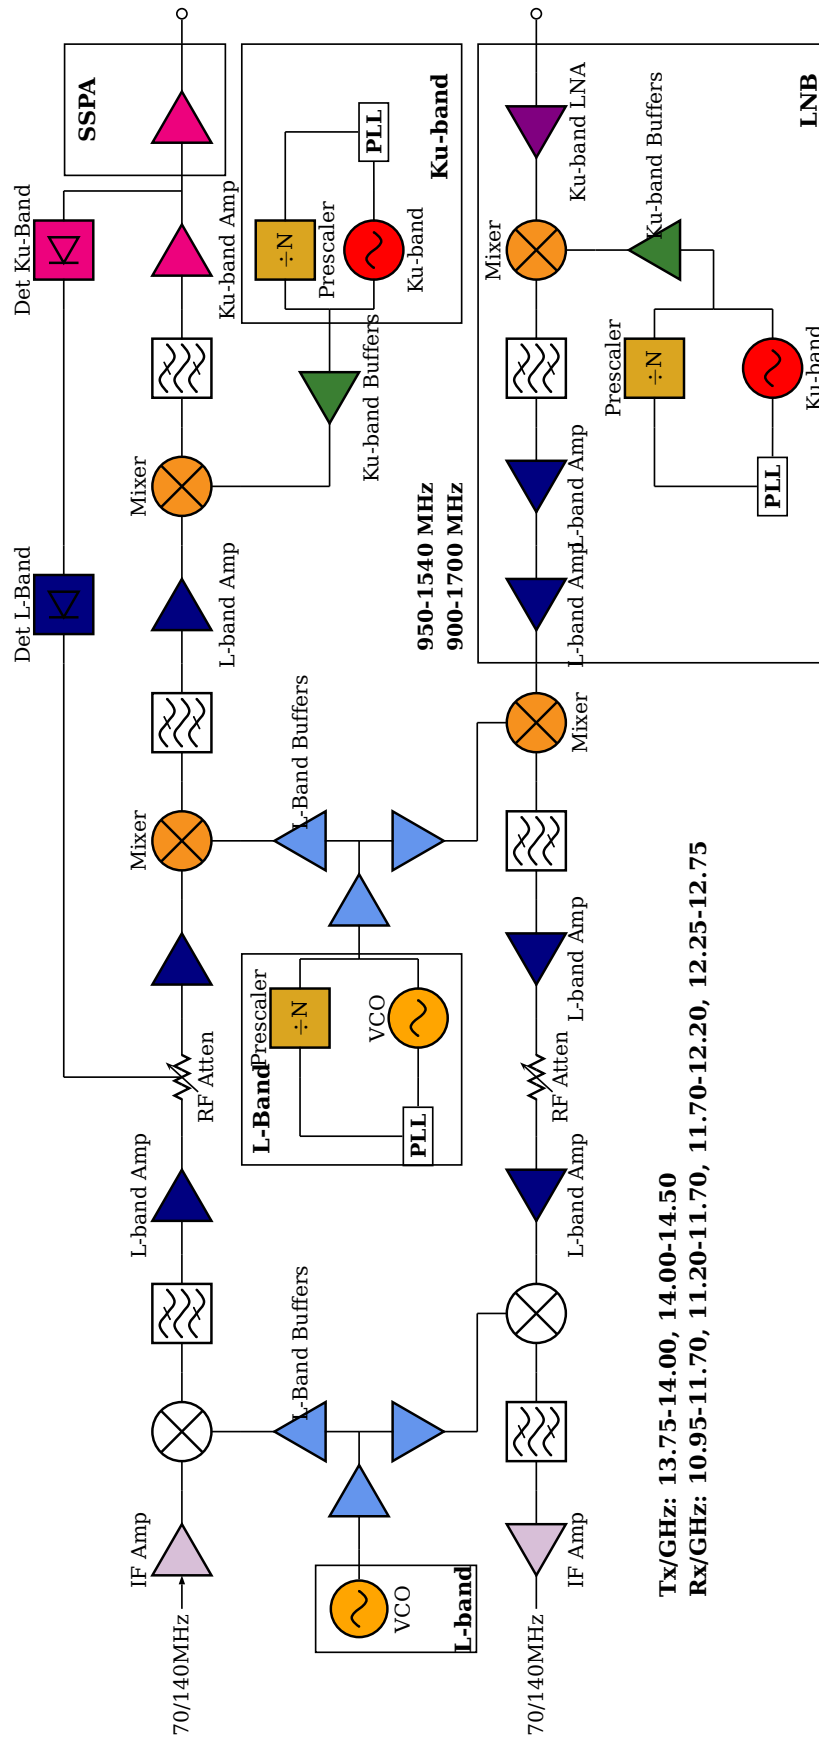 70/140MHz
IF Amp
L-band Amp
RF Atten
Mixer
L-band Amp
Mixer
Ku-band Amp
SSPA
Det L-Band
Det Ku-Band
VCO
L-band
L-Band Buffers
L-Band
PLL
÷N
Prescaler
VCO
L-Band Buffers
Ku-band Buffers
÷N
Prescaler
Ku-band
PLL
Ku-band
950-1540 MHz
900-1700 MHz
70/140MHz
IF Amp
L-band Amp
RF Atten
L-band Amp
Mixer
L-band Amp
L-band Amp
Mixer
Ku-band LNA
Ku-band Buffers
Prescaler
÷N
PLL
Ku-band
LNB
Tx/GHz: 13.75-14.00, 14.00-14.50
Rx/GHz: 10.95-11.70, 11.20-11.70, 11.70-12.20, 12.25-12.75